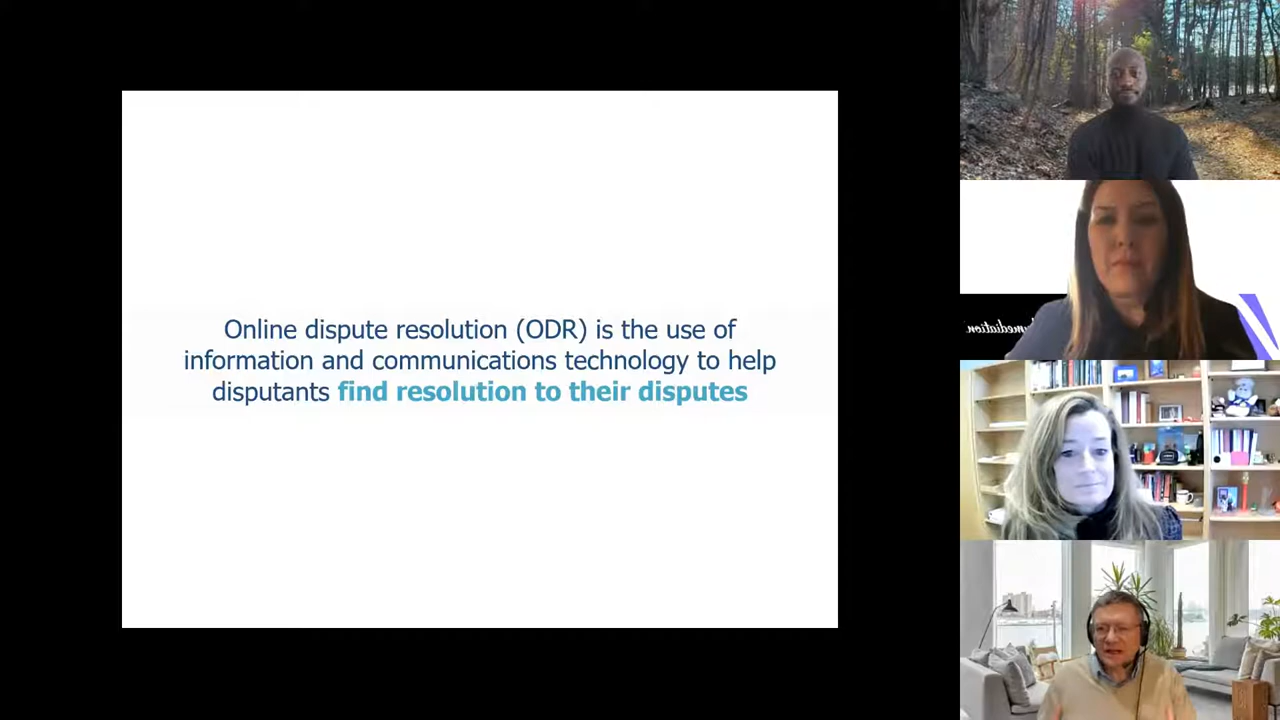 Online dispute resolution (ODR) is the use of
information and communications technology to help
disputants find resolution to their disputes
mediation